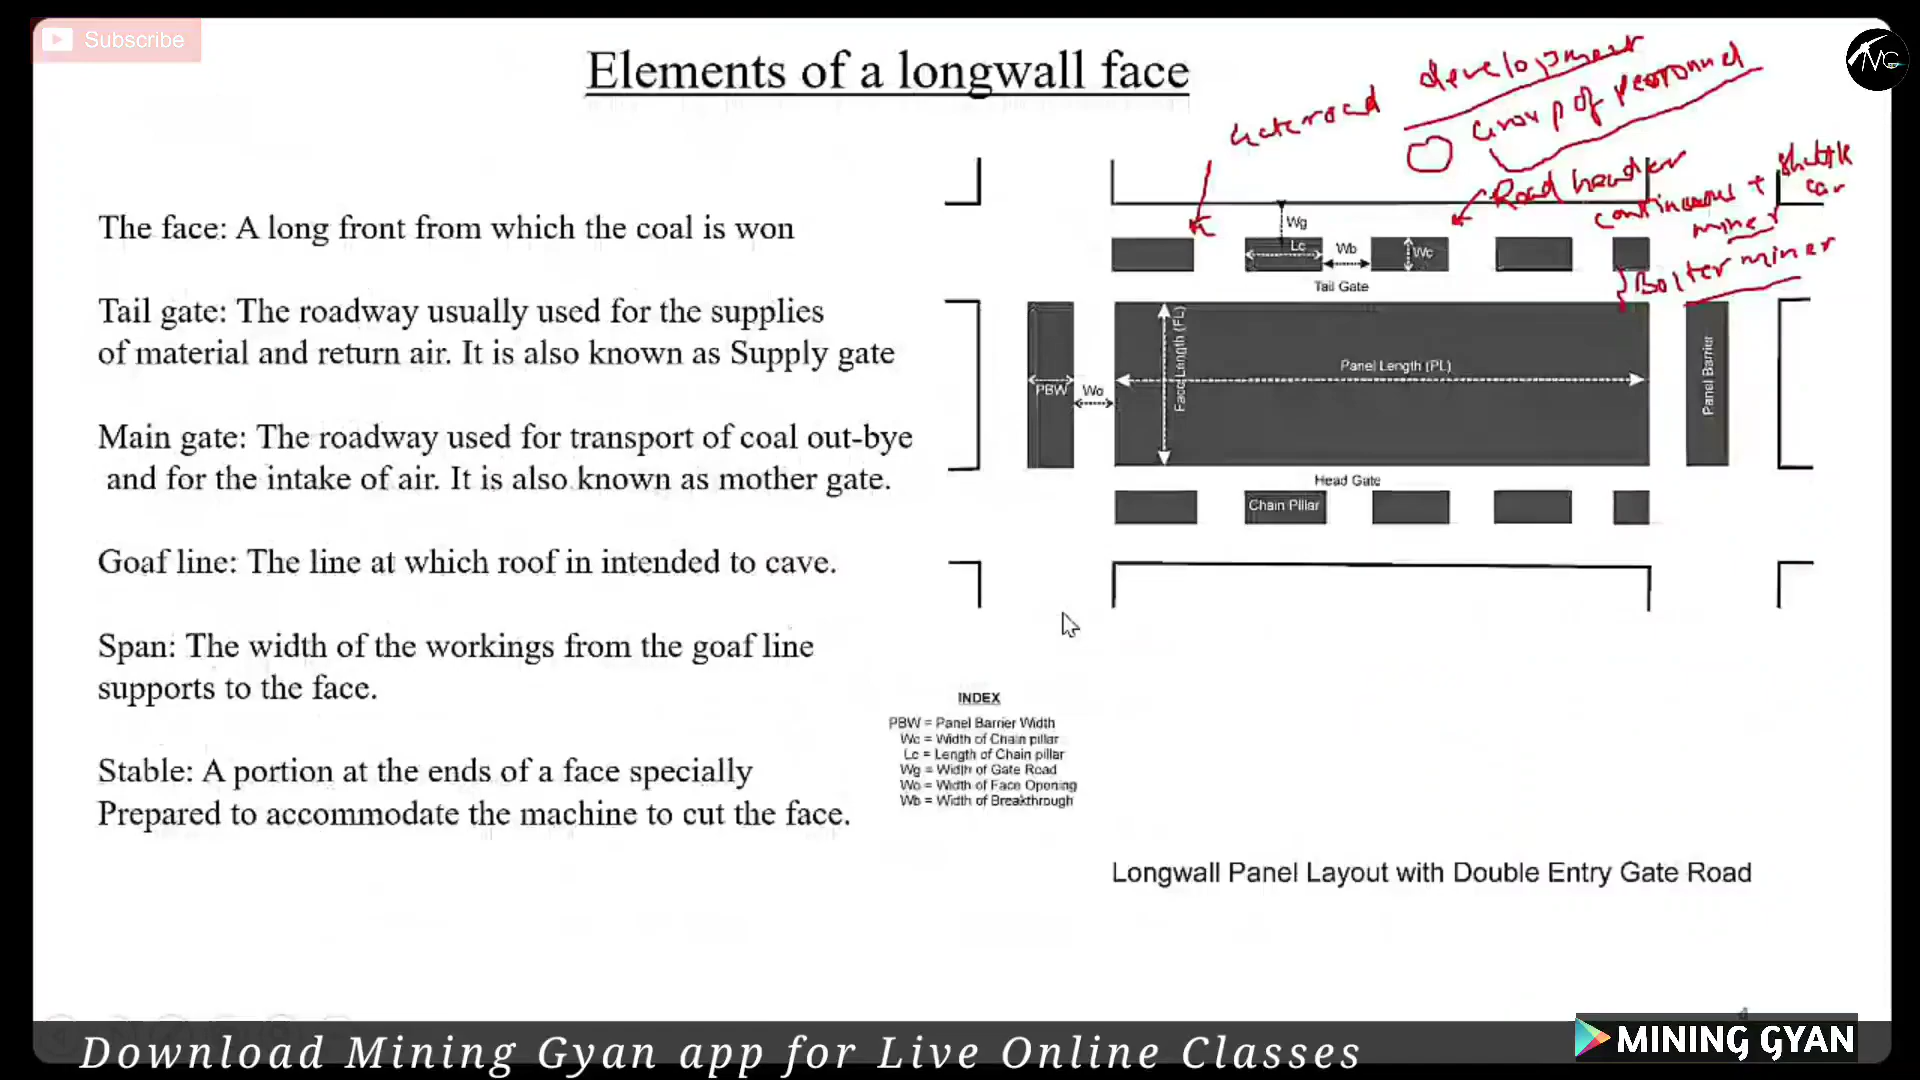 Subscribe
Elements of a longwall face
The face: A long front from which the coal is won
Tail gate: The roadway usually used for the supplies
of material and return air. It is also known as Supply gate
Main gate: The roadway used for transport of coal out-bye
and for the intake of air. It is also known as mother gate.
Goaf line: The line at which roof in intended to cave.
Span: The width of the workings from the goaf line
supports to the face.
Stable: A portion at the ends of a face specially
Prepared to accommodate the machine to cut the face.
Gateroad development
Group of personnel
Road header
continuous miner + shuttle car
Bolter miner
Wg
Lc
Wb
Wc
Tail Gate
PBW
Wo
Face Length (FL)
Panel Length (PL)
Panel Barrier
Head Gate
Chain Pillar
INDEX
PBW = Panel Barrier Width
Wc = Width of Chain pillar
Lc = Length of Chain pillar
Wg = Width of Gate Road
Wo = Width of Face Opening
Wb = Width of Breakthrough
Longwall Panel Layout with Double Entry Gate Road
4
Download Mining Gyan app for Live Online Classes
MINING GYAN
MG